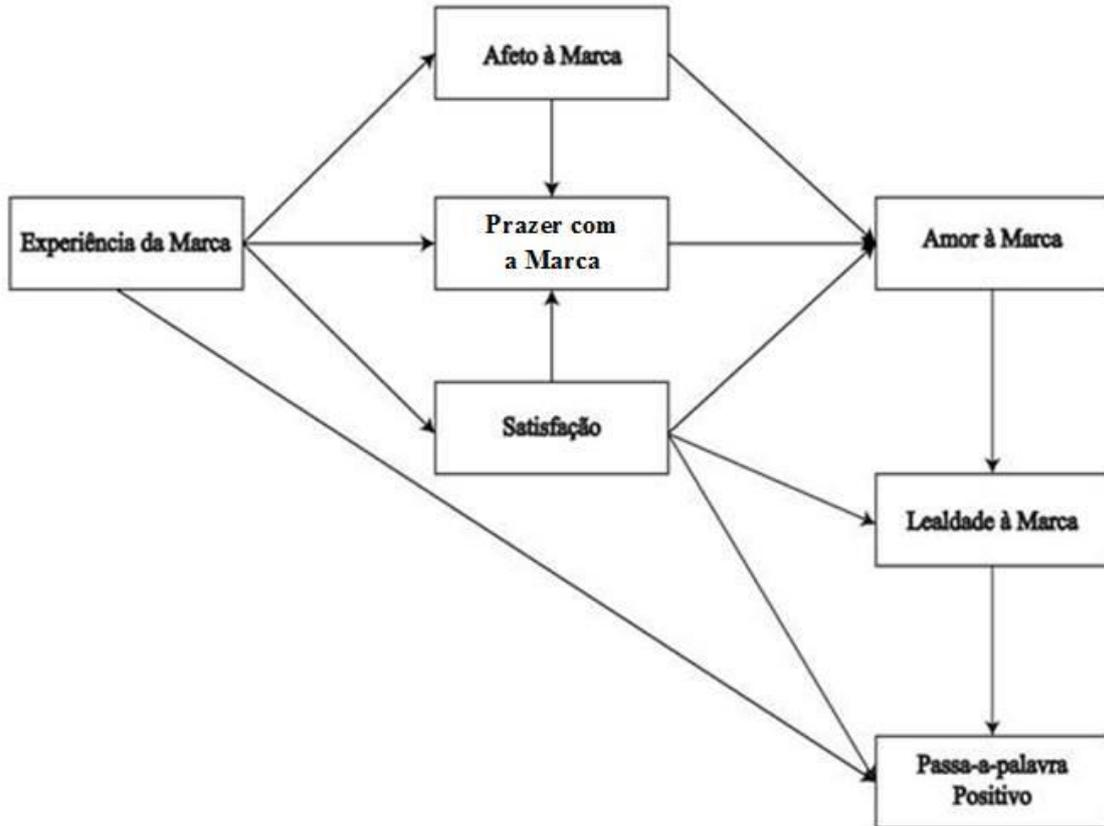 Afeto à Marca
Experiência da Marca
Prazer com
a Marca
Amor à Marca
Satisfação
Lealdade à Marca
Passa-a-palavra
Positivo